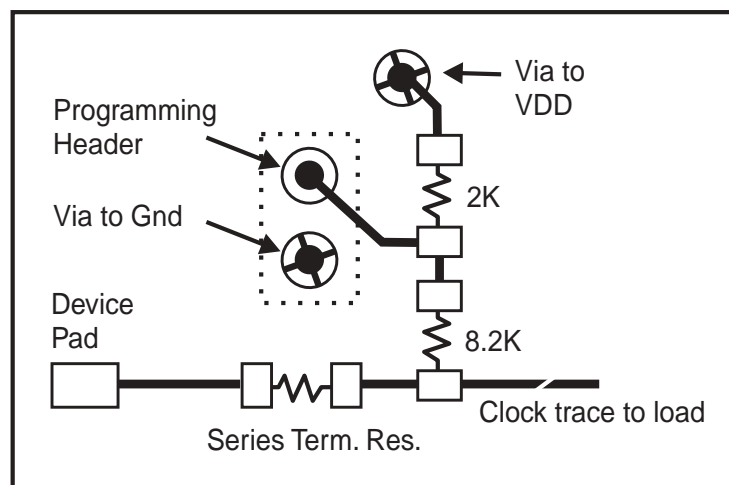 Via to
VDD
Programming
Header
2K
Via to Gnd
Device
Pad
8.2K
Clock trace to load
Series Term. Res.